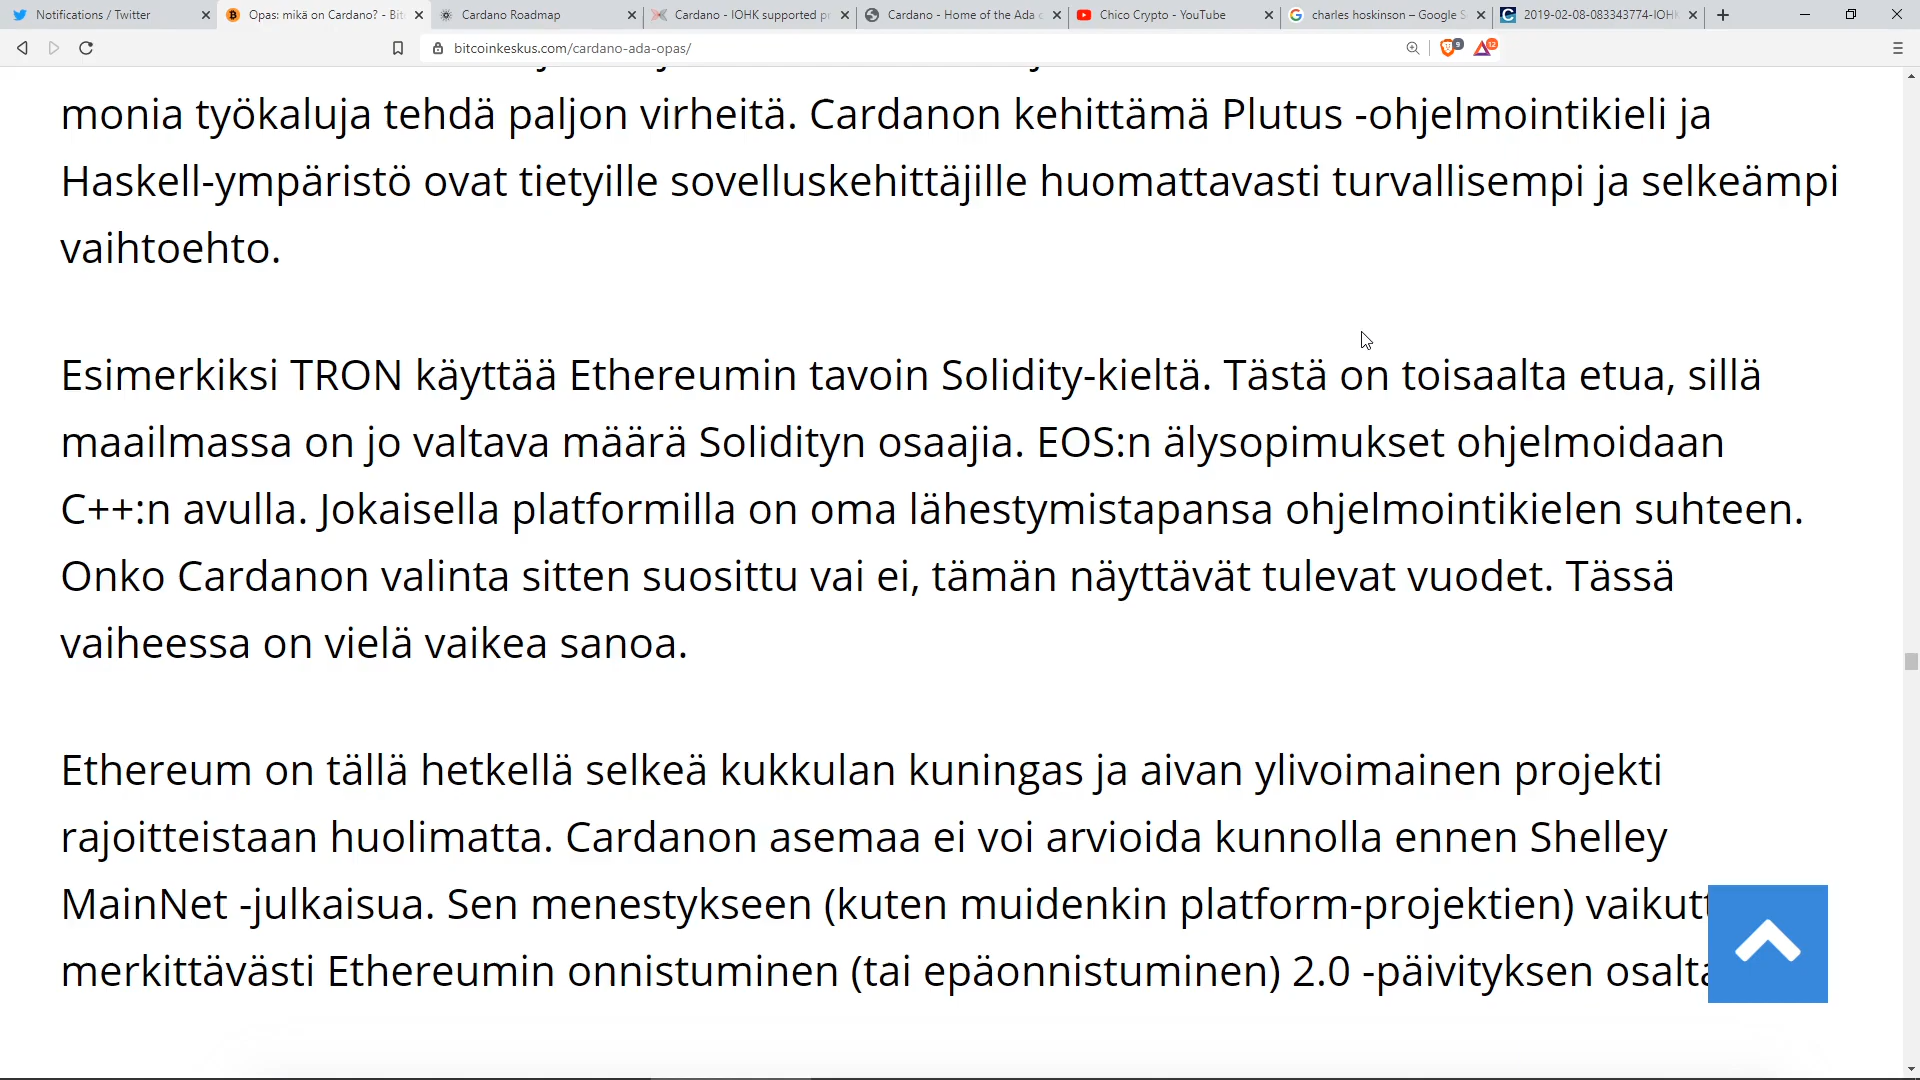 Notifications / Twitter
Opas: mikä on Cardano? - Bit
Cardano Roadmap
Cardano - IOHK supported pr
Cardano - Home of the Ada c
Chico Crypto - YouTube
charles hoskinson – Google S
2019-02-08-083343774-IOHK
bitcoinkeskus.com/cardano-ada-opas/
9
12
monia työkaluja tehdä paljon virheitä. Cardanon kehittämä Plutus -ohjelmointikieli ja
Haskell-ympäristö ovat tietyille sovelluskehittäjille huomattavasti turvallisempi ja selkeämpi
vaihtoehto.
Esimerkiksi TRON käyttää Ethereumin tavoin Solidity-kieltä. Tästä on toisaalta etua, sillä
maailmassa on jo valtava määrä Solidityn osaajia. EOS:n älysopimukset ohjelmoidaan
C++:n avulla. Jokaisella platformilla on oma lähestymistapansa ohjelmointikielen suhteen.
Onko Cardanon valinta sitten suosittu vai ei, tämän näyttävät tulevat vuodet. Tässä
vaiheessa on vielä vaikea sanoa.
Ethereum on tällä hetkellä selkeä kukkulan kuningas ja aivan ylivoimainen projekti
rajoitteistaan huolimatta. Cardanon asemaa ei voi arvioida kunnolla ennen Shelley
MainNet -julkaisua. Sen menestykseen (kuten muidenkin platform-projektien) vaikutt
merkittävästi Ethereumin onnistuminen (tai epäonnistuminen) 2.0 -päivityksen osalta